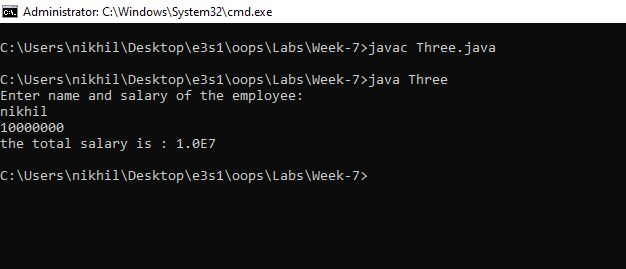 Administrator: C:\Windows\System32\cmd.exe
C:\Users\nikhil\Desktop\e3s1\oops\Labs\Week-7>javac Three.java
C:\Users\nikhil\Desktop\e3s1\oops\Labs\Week-7>java Three
Enter name and salary of the employee:
nikhil
10000000
the total salary is : 1.0E7
C:\Users\nikhil\Desktop\e3s1\oops\Labs\Week-7>